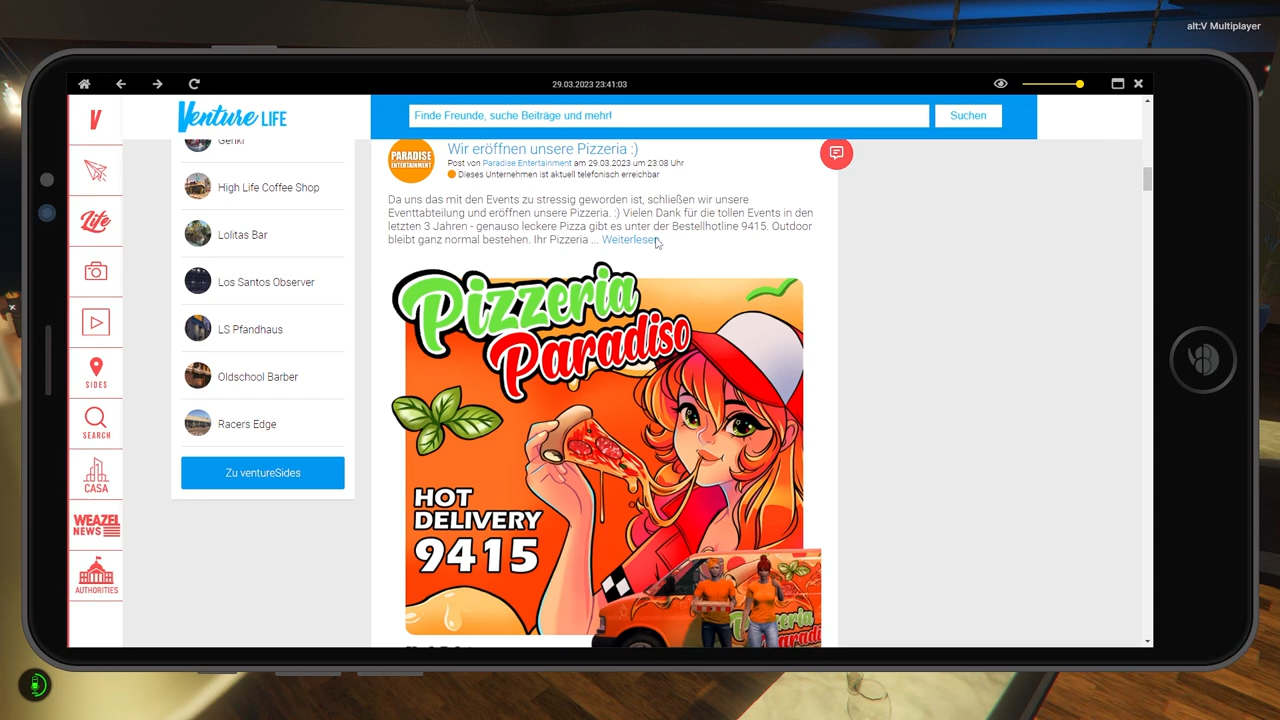 alt:V Multiplayer
29.03.2023 23:41:03
V
Life
SIDES
SEARCH
CASA
WEAZEL
NEWS
AUTHORITIES
Venture LIFE
Finde Freunde, suche Beiträge und mehr!
Suchen
Genki
High Life Coffee Shop
Lolitas Bar
Los Santos Observer
LS Pfandhaus
Oldschool Barber
Racers Edge
Zu ventureSides
PARADISE
ENTERTAINMENT
Wir eröffnen unsere Pizzeria :)
Post von Paradise Entertainment am 29.03.2023 um 23:08 Uhr
Dieses Unternehmen ist aktuell telefonisch erreichbar
Da uns das mit den Events zu stressig geworden ist, schließen wir unsere
Eventtabteilung und eröffnen unsere Pizzeria. :) Vielen Dank für die tollen Events in den
letzten 3 Jahren - genauso leckere Pizza gibt es unter der Bestellhotline 9415. Outdoor
bleibt ganz normal bestehen. Ihr Pizzeria ... Weiterlesen
Pizzeria
Paradiso
HOT
DELIVERY
9415